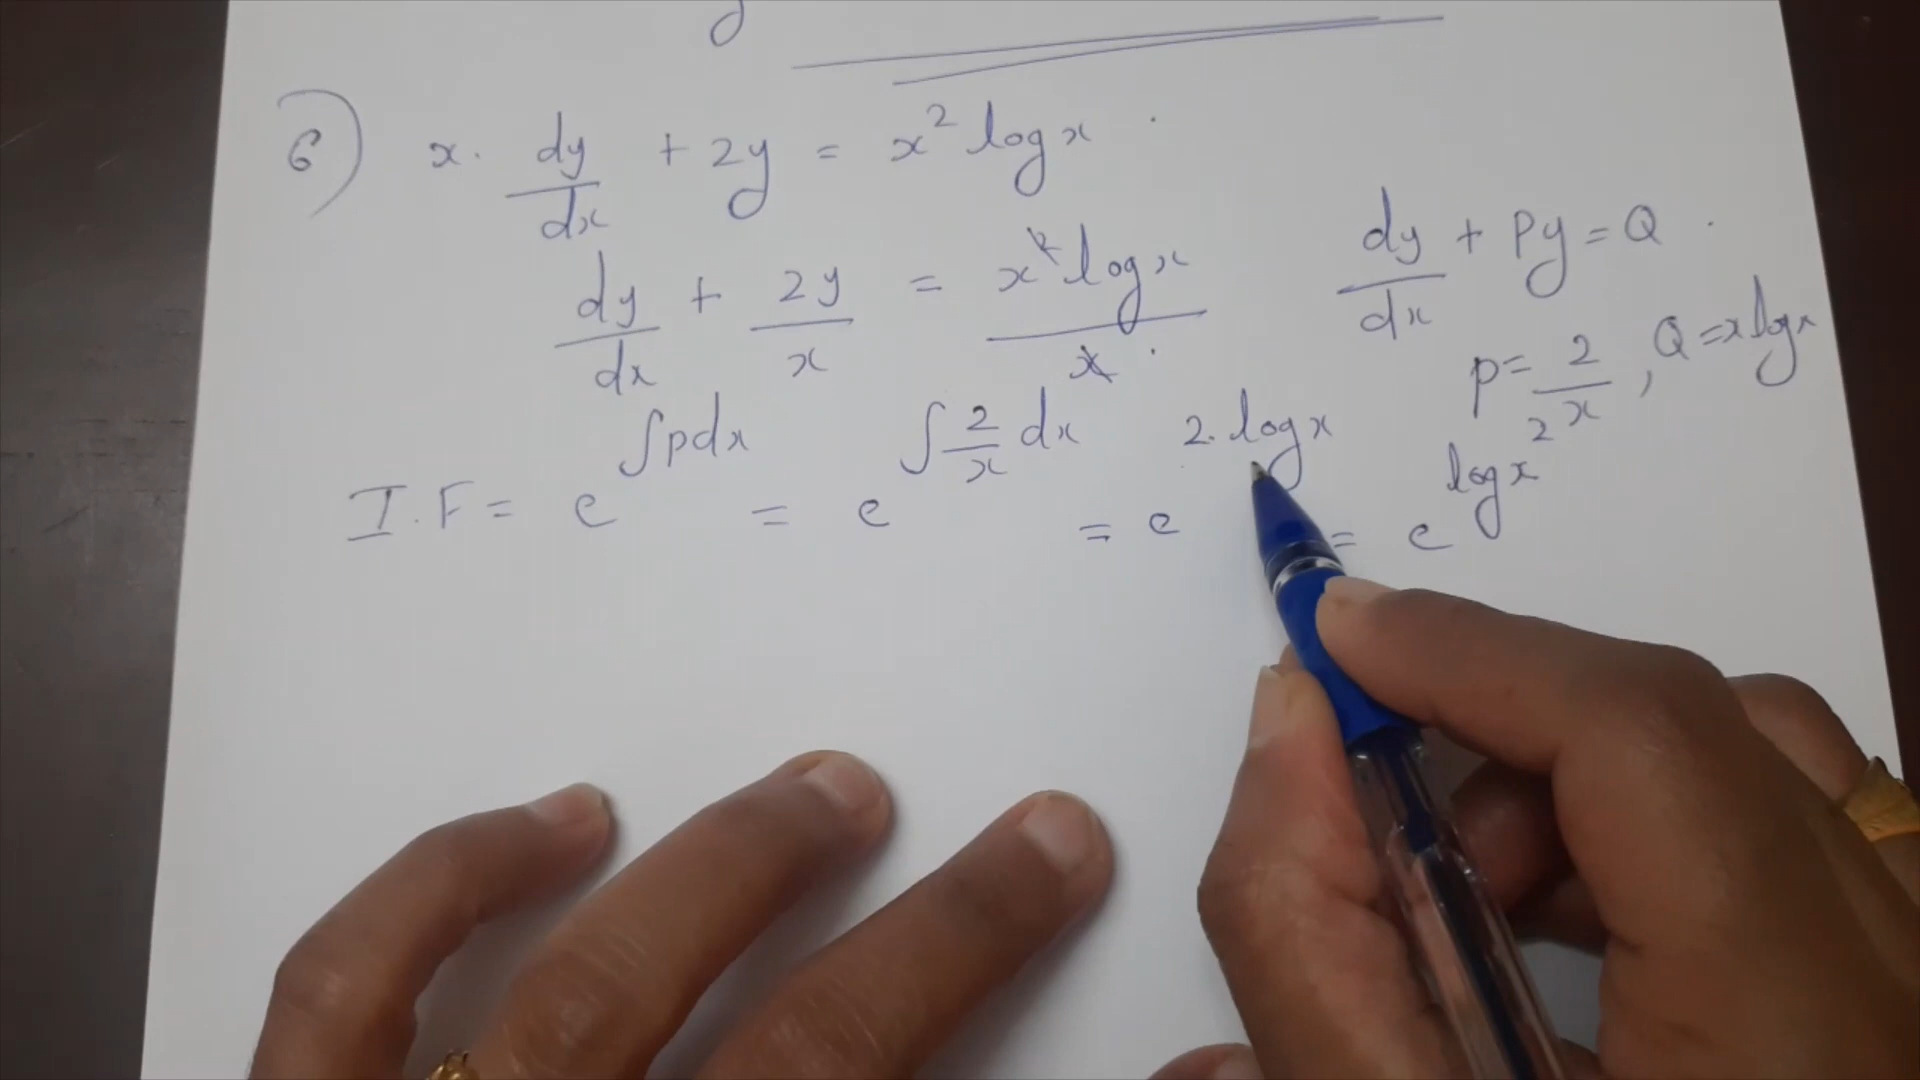 6) x. dy/dx + 2y = x² log x
dy/dx + 2y/x = x² log x / x
dy/dx + Py = Q
P = 2/x , Q = x log x
I.F = e^∫pdx = e^∫2/x dx = e^2.log x = e^log x²